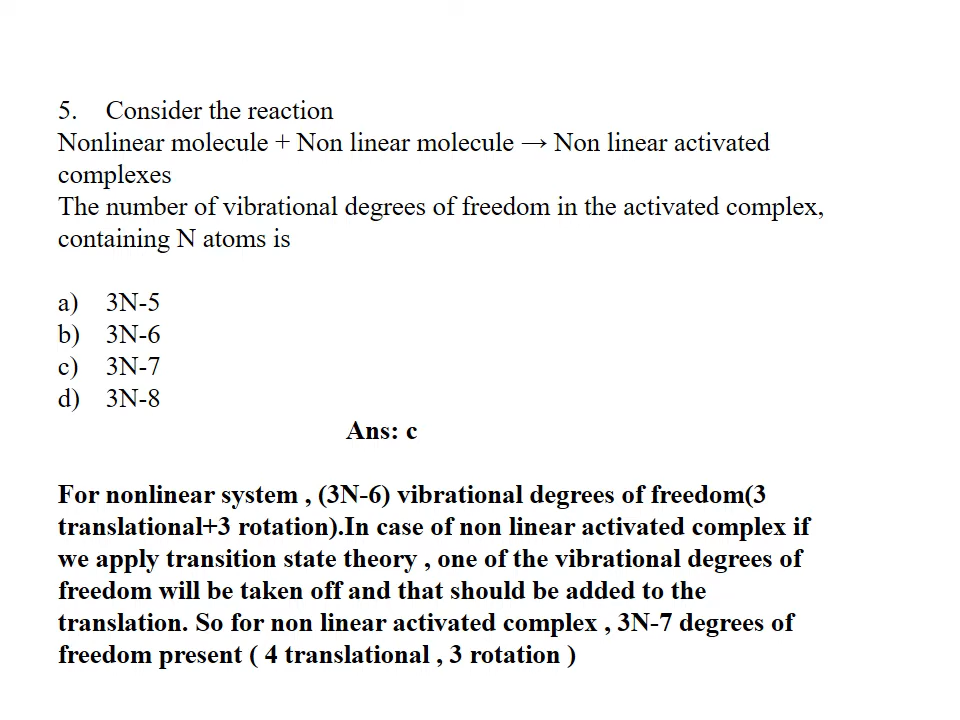 5. Consider the reaction
Nonlinear molecule + Non linear molecule → Non linear activated
complexes
The number of vibrational degrees of freedom in the activated complex,
containing N atoms is
a) 3N-5
b) 3N-6
c) 3N-7
d) 3N-8
Ans: c
For nonlinear system , (3N-6) vibrational degrees of freedom(3
translational+3 rotation).In case of non linear activated complex if
we apply transition state theory , one of the vibrational degrees of
freedom will be taken off and that should be added to the
translation. So for non linear activated complex , 3N-7 degrees of
freedom present ( 4 translational , 3 rotation )